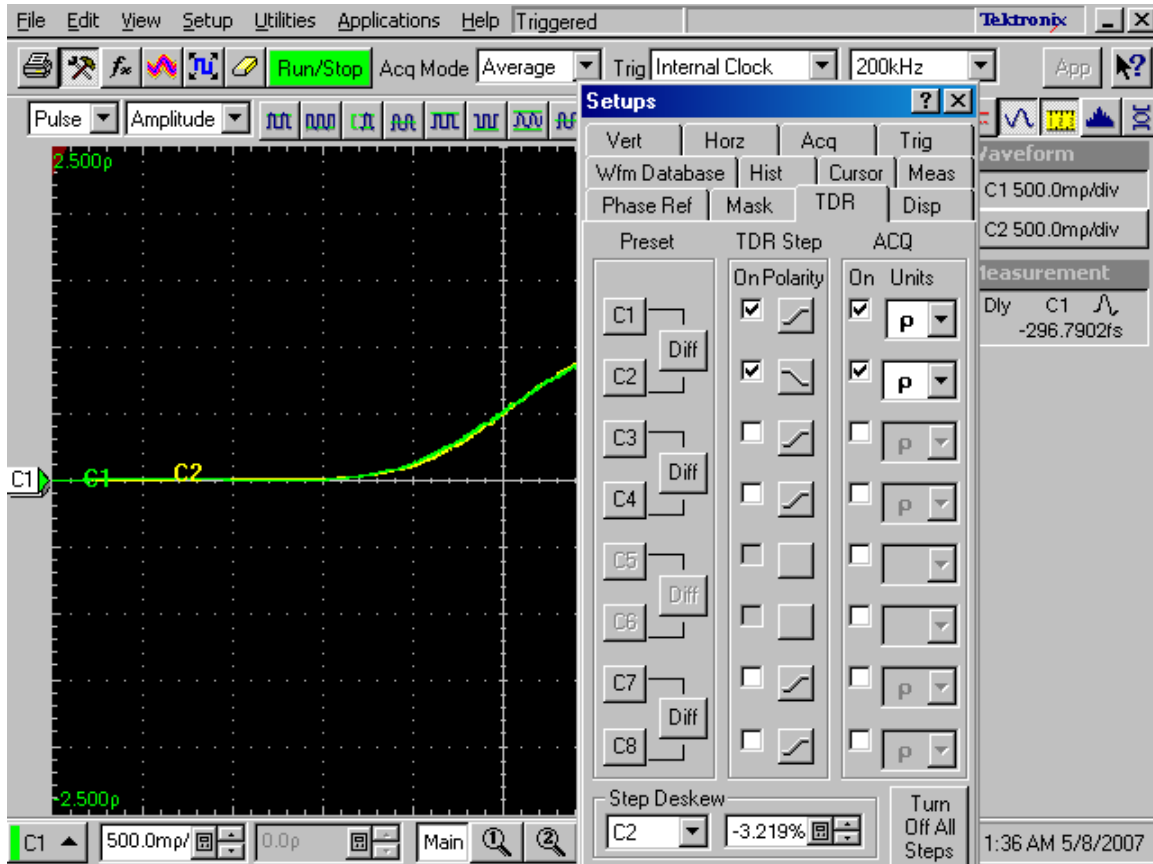 File Edit View Setup Utilities Applications Help Triggered Tektronix
Run/Stop Acq Mode Average Trig Internal Clock 200kHz App
Pulse Amplitude
Setups
Vert Horz Acq Trig
Wfm Database Hist Cursor Meas
Phase Ref Mask TDR Disp
Preset TDR Step ACQ
On Polarity On Units
C1 ρ
Diff
C2 ρ
C3 ρ
Diff
C4 ρ
C5
Diff
C6
C7 ρ
Diff
C8 ρ
Step Deskew
C2 -3.219%
Turn
Off All
Steps
2.500ρ
C1 C1 C2
-2.500ρ
Waveform
C1 500.0mρ/div
C2 500.0mρ/div
Measurement
Dly C1
-296.7902fs
C1 500.0mρ/ 0.0ρ Main 1 2 1:36 AM 5/8/2007